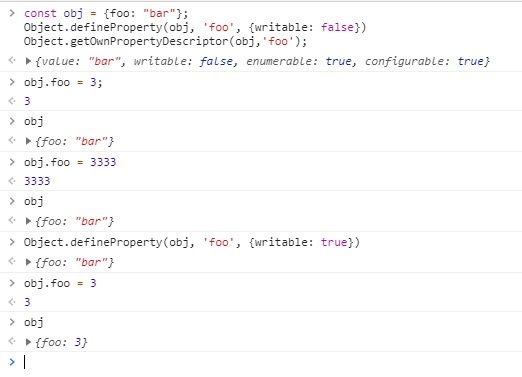 > const obj = {foo: "bar"};
Object.defineProperty(obj, 'foo', {writable: false})
Object.getOwnPropertyDescriptor(obj,'foo');
<· ▶{value: "bar", writable: false, enumerable: true, configurable: true}
> obj.foo = 3;
<· 3
> obj
<· ▶{foo: "bar"}
> obj.foo = 3333
<· 3333
> obj
<· ▶{foo: "bar"}
> Object.defineProperty(obj, 'foo', {writable: true})
<· ▶{foo: "bar"}
> obj.foo = 3
<· 3
> obj
<· ▶{foo: 3}
>